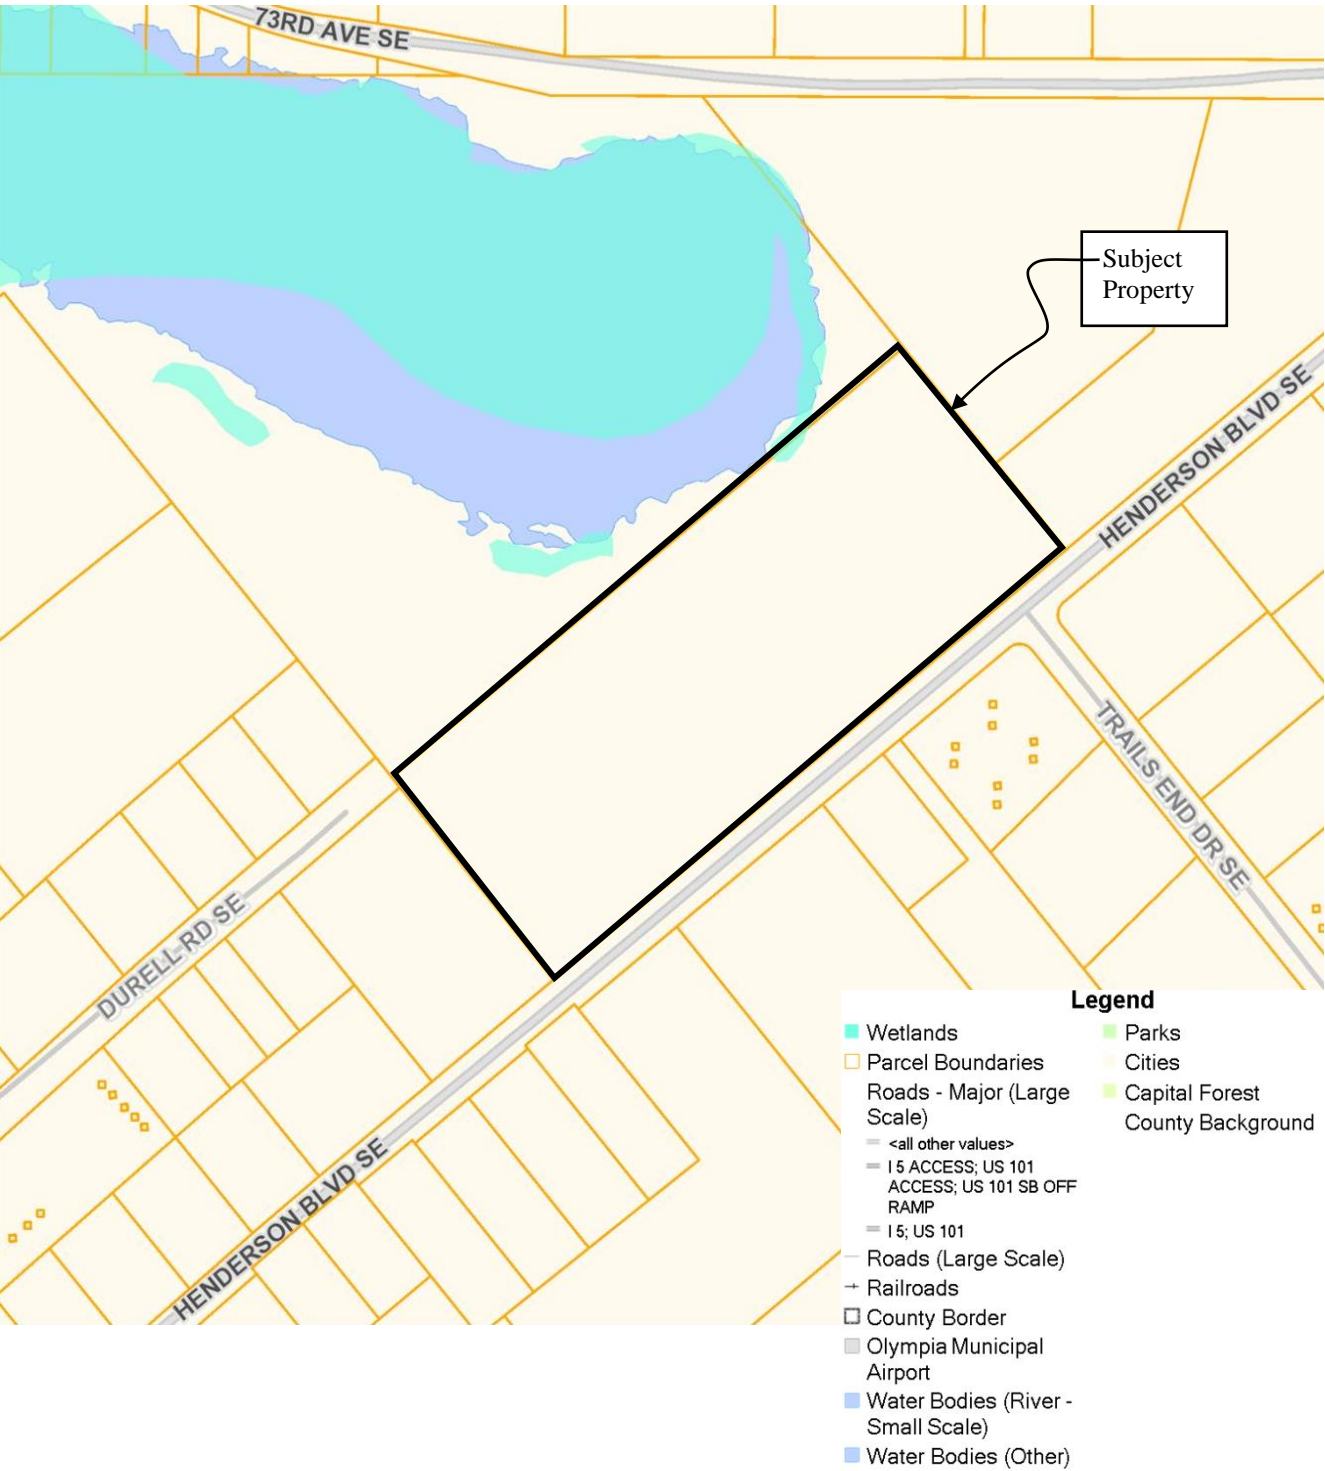 73RD AVE SE
Subject
Property
HENDERSON BLVD SE
TRAILS END DR SE
DURELL RD SE
HENDERSON BLVD SE
Legend
Wetlands
Parcel Boundaries
Roads - Major (Large
Scale)
<all other values>
I 5 ACCESS; US 101
ACCESS; US 101 SB OFF
RAMP
I 5; US 101
Roads (Large Scale)
Railroads
County Border
Olympia Municipal
Airport
Water Bodies (River -
Small Scale)
Water Bodies (Other)
Parks
Cities
Capital Forest
County Background